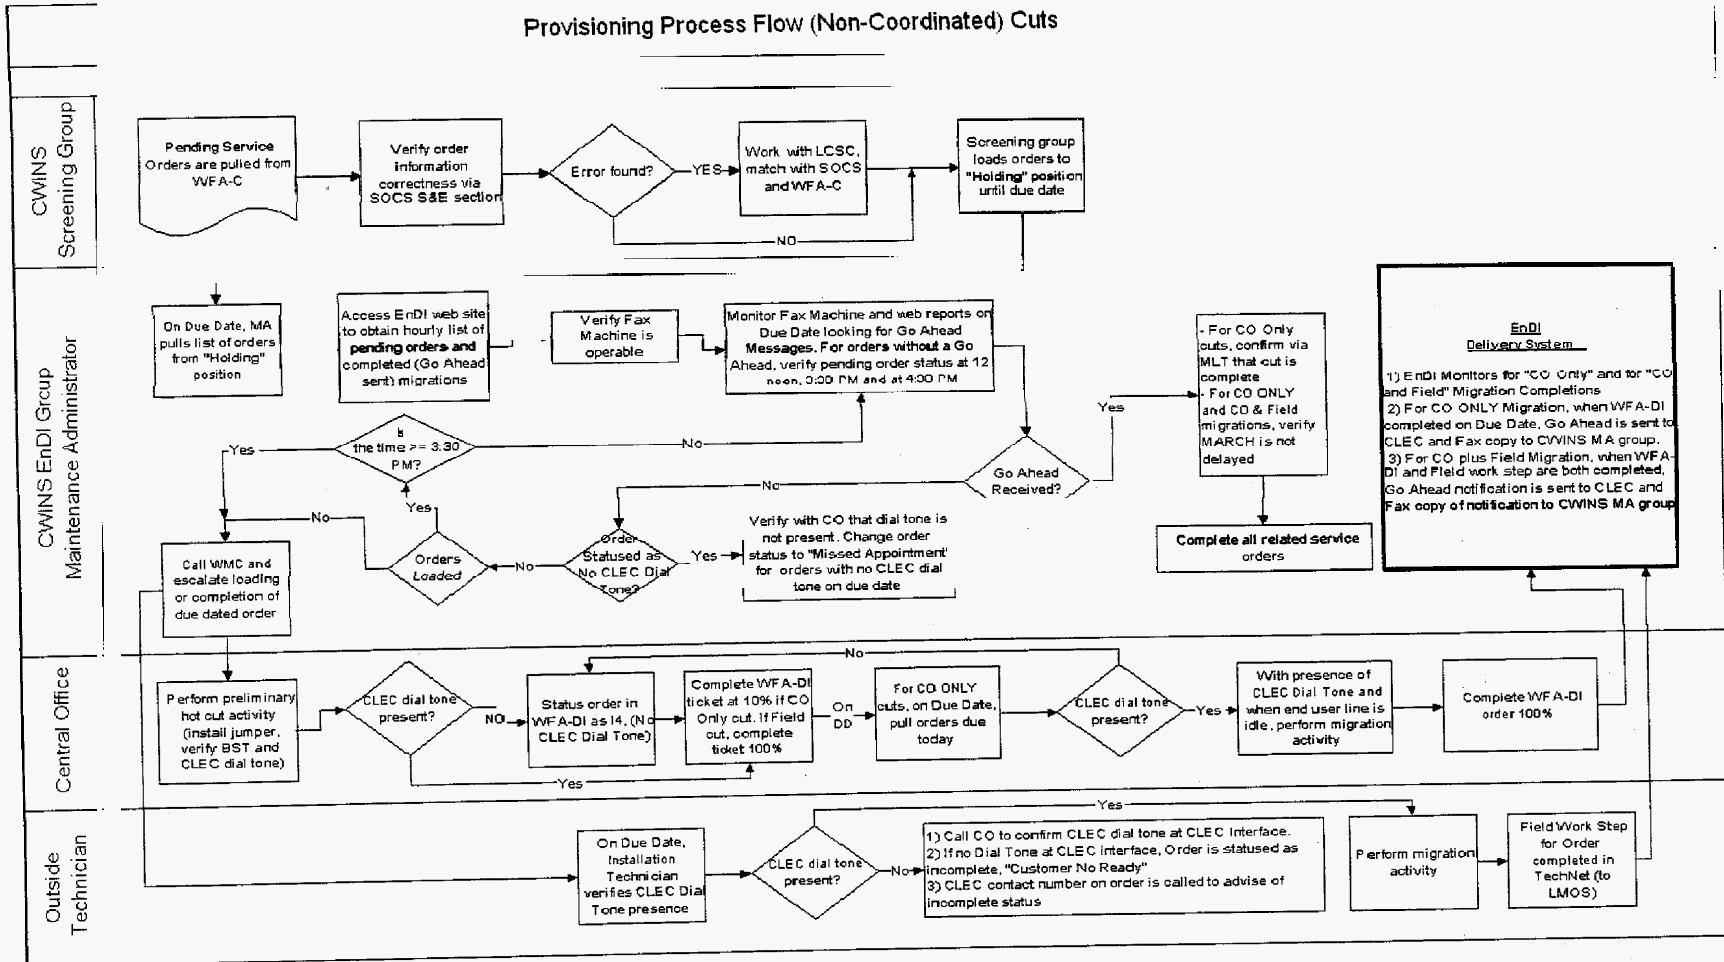 Provisioning Process Flow (Non-Coordinated) Cuts
CWINS
Screening Group
Pending Service
Orders are pulled from
WFA-C
Verify order
information
correctness via
SOCS S&E section
Error found?
YES
Work with LCSC,
match with SOCS
and WFA-C
NO
Screening group
loads orders to
"Holding" position
until due date
CWINS EnDI Group
Maintenance Administrator
On Due Date, MA
pulls list of orders
from "Holding"
position
Access EnDI web site
to obtain hourly list of
pending orders and
completed (Go Ahead
sent) migrations
Verify Fax
Machine is
operable
Monitor Fax Machine and web reports on
Due Date looking for Go Ahead
Messages. For orders without a Go
Ahead, verify pending order status at 12
noon, 3:00 PM and at 4:00 PM
- For CO Only
cuts, confirm via
MLT that cut is
complete
- For CO ONLY
and CO & Field
migrations, verify
MARCH is not
delayed
EnDI
Delivery System
1) EnDI Monitors for "CO Only" and for "CO
and Field" Migration Completions
2) For CO ONLY Migration, when WFA-DI
completed on Due Date, Go Ahead is sent to
CLEC and Fax copy to CWINS MA group.
3) For CO plus Field Migration, when WFA-
DI and Field work step are both completed,
Go Ahead notification is sent to CLEC and
Fax copy of notification to CWINS MA group
Yes
Is
the time >= 3:30
PM?
No
Go Ahead
Received?
Yes
No
Yes
No
Orders
Loaded
No
Order
Statused as
No CLEC Dial
Tone?
Yes
Verify with CO that dial tone is
not present. Change order
status to "Missed Appointment'
for orders with no CLEC dial
tone on due date
Complete all related service
orders
Call WMC and
escalate loading
or completion of
due dated order
Central Office
Perform preliminary
hot cut activity
(install jumper,
verify BST and
CLEC dial tone)
CLEC dial tone
present?
NO
Yes
Status order in
WFA-DI as I4, (No
CLEC Dial Tone)
Complete WFA-DI
ticket at 10% if CO
Only cut. If Field
cut, complete
ticket 100%
On
DD
For CO ONLY
cuts, on Due Date,
pull orders due
today
No
CLEC dial tone
present?
Yes
With presence of
CLEC Dial Tone and
when end user line is
idle, perform migration
activity
Complete WFA-DI
order 100%
Outside
Technician
On Due Date,
Installation
Technician
verifies CLEC Dial
Tone presence
CLEC dial tone
present?
Yes
No
1) Call CO to confirm CLEC dial tone at CLEC Interface.
2) If no Dial Tone at CLEC interface, Order is statused as
incomplete, "Customer No Ready"
3) CLEC contact number on order is called to advise of
incomplete status
Perform migration
activity
Field Work Step
for Order
completed in
TechNet (to
LMOS)